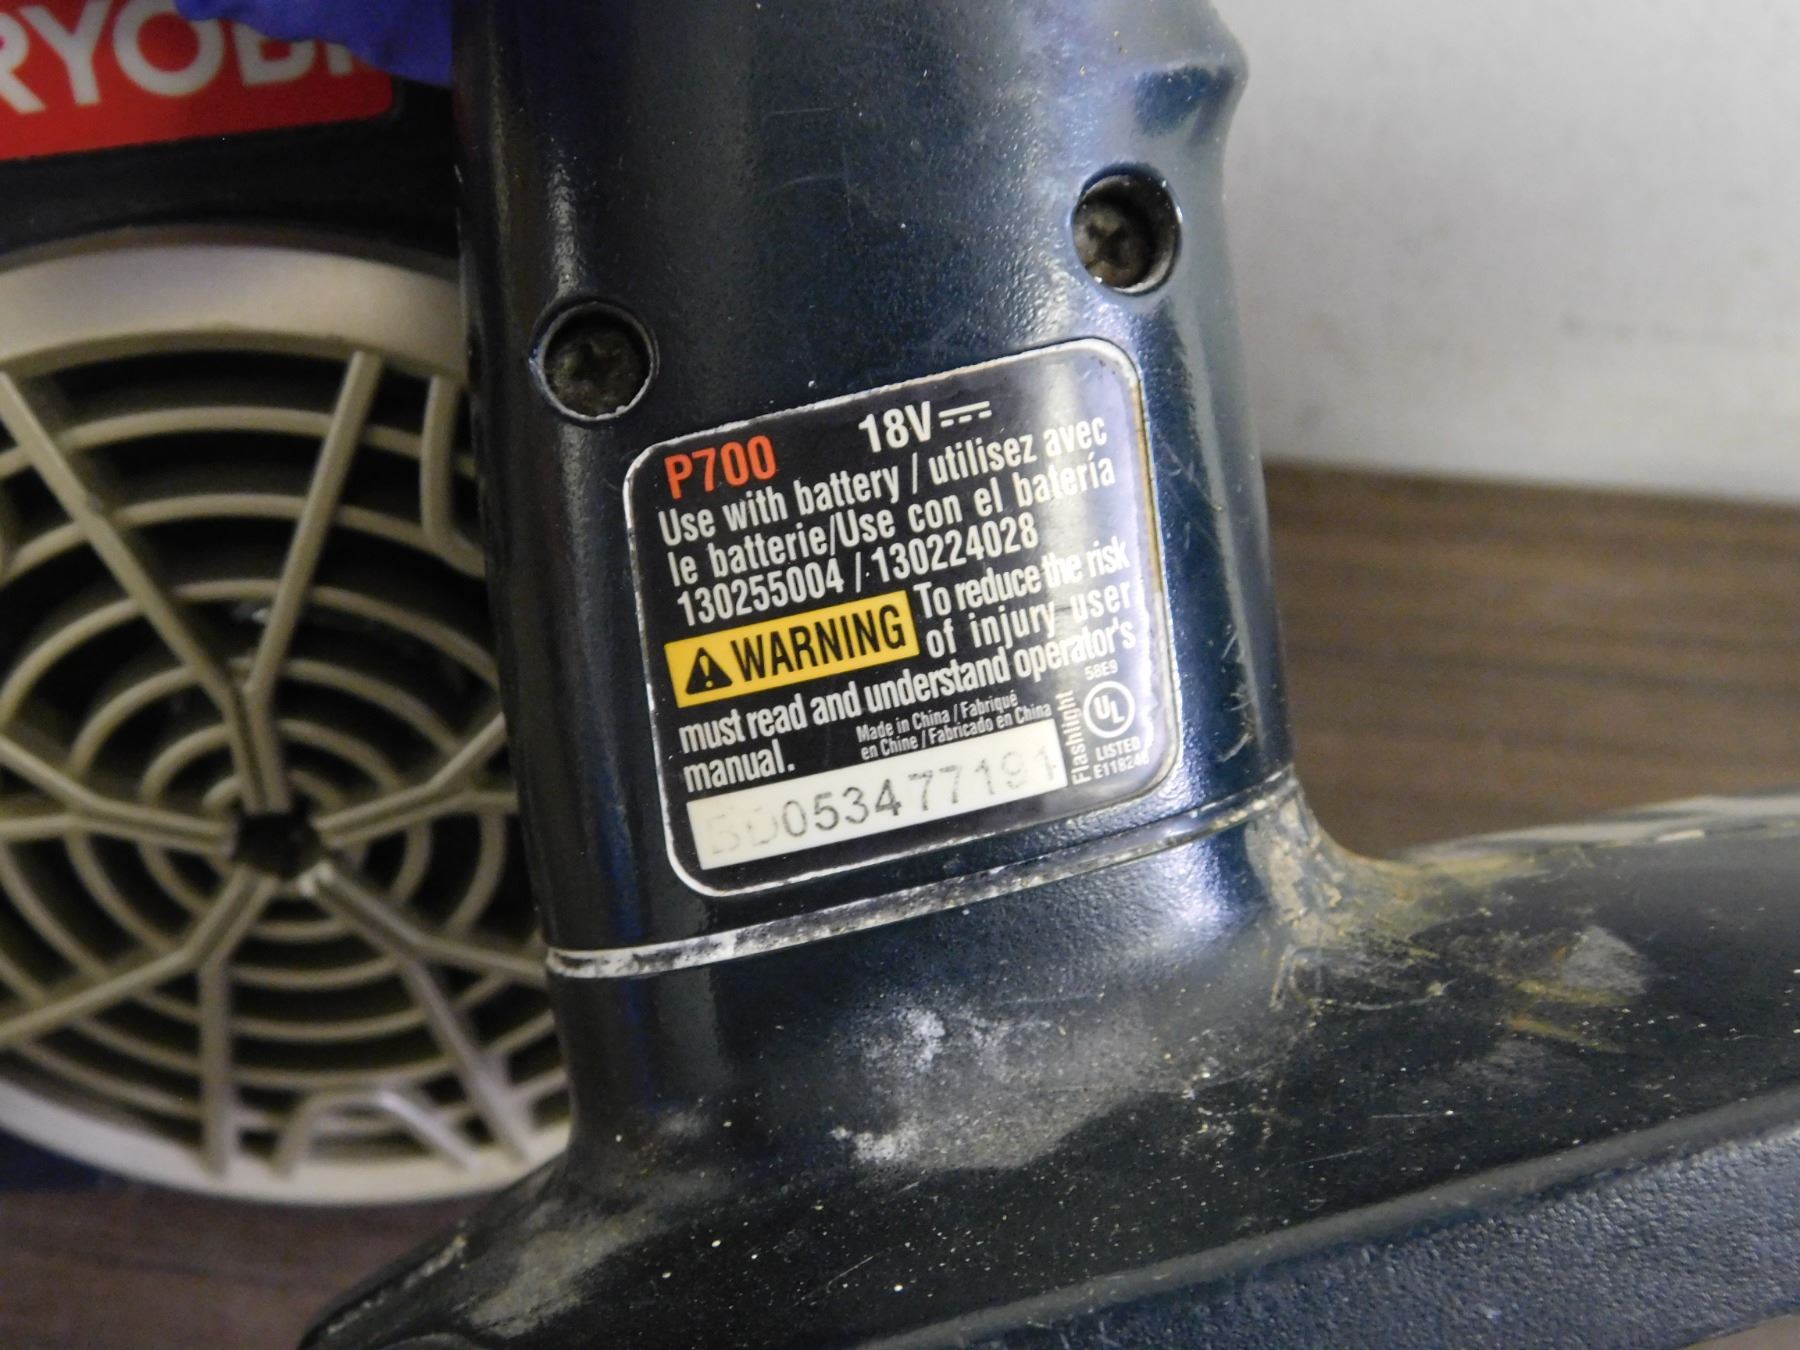 RYOBI
P700 18V
Use with battery / utilisez avec
le batterie/Use con el batería
130255004 / 130224028
WARNING To reduce the risk
of injury user
must read and understand operator's
manual.
Made in China / Fabriqué
en Chine / Fabricado en China
0053477191
Flashlight
58E9
UL
LISTED